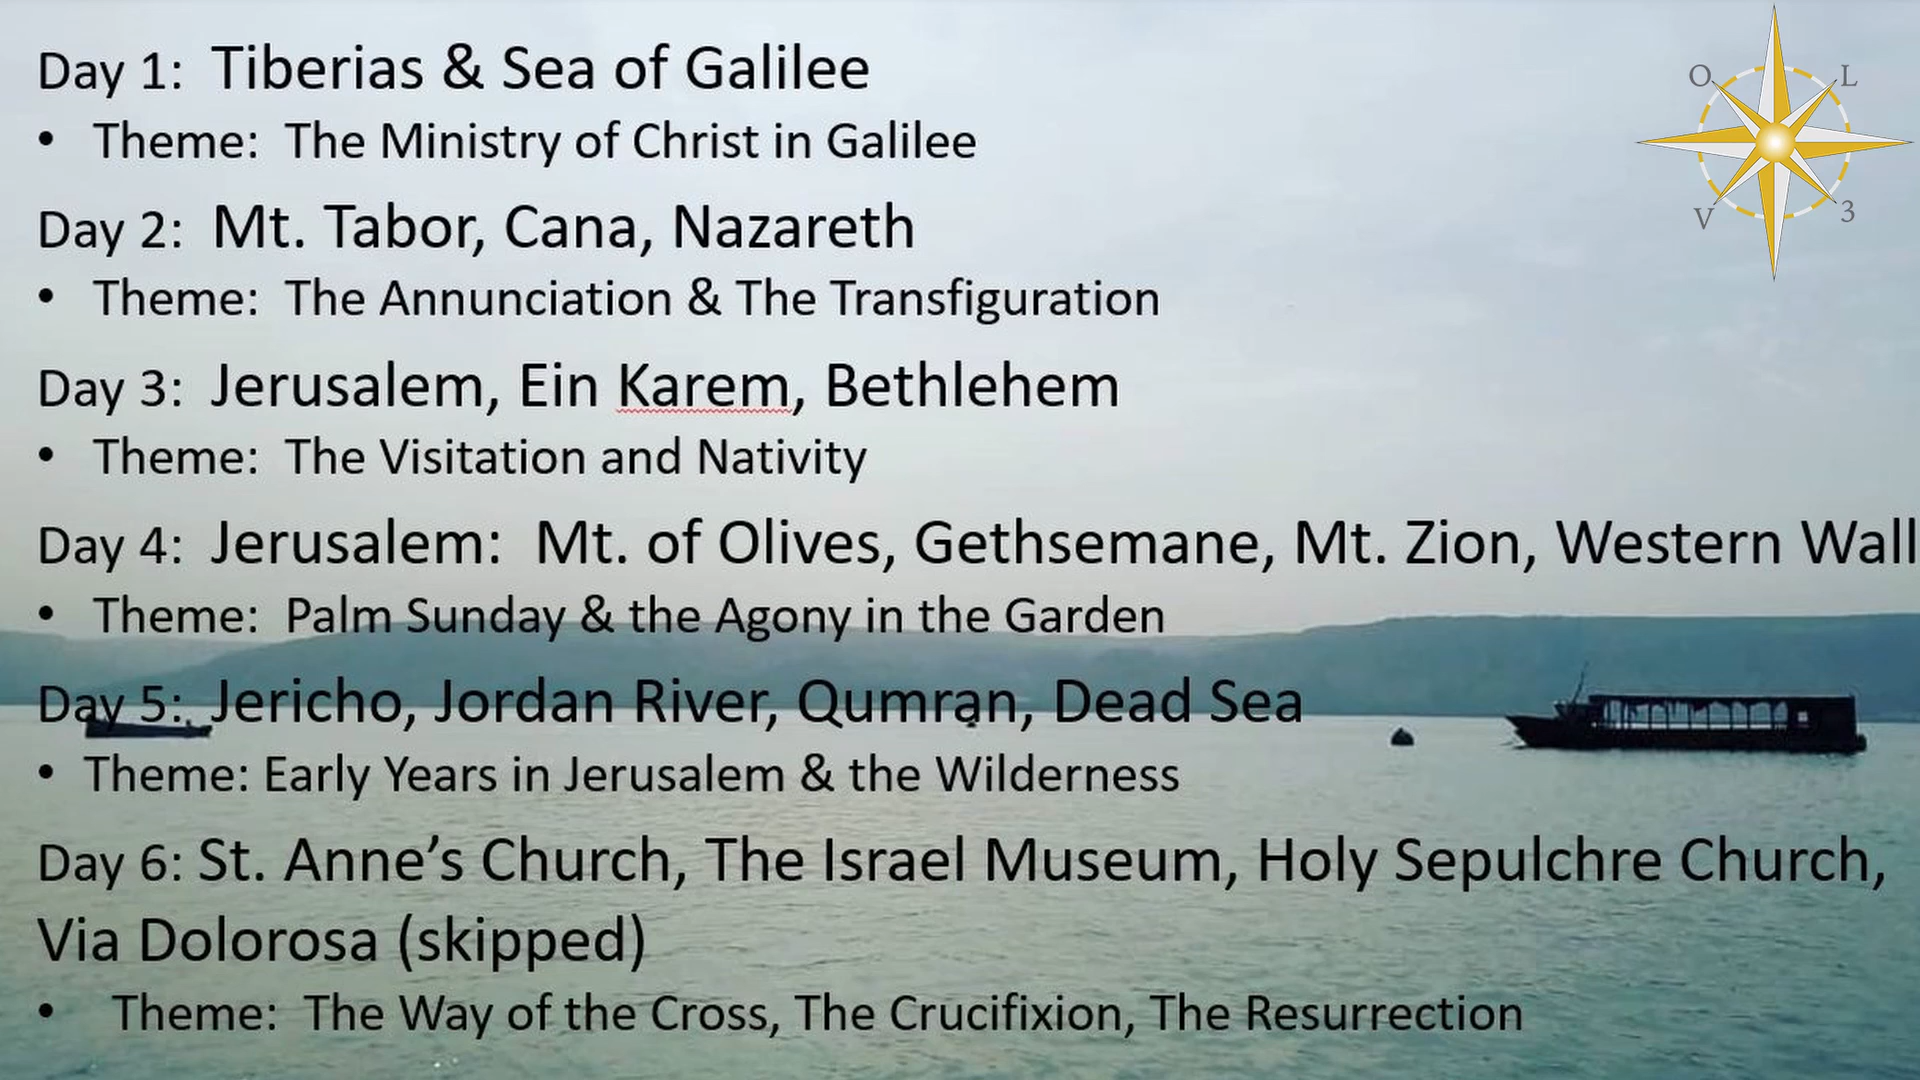 Day 1: Tiberias & Sea of Galilee
• Theme: The Ministry of Christ in Galilee
Day 2: Mt. Tabor, Cana, Nazareth
• Theme: The Annunciation & The Transfiguration
Day 3: Jerusalem, Ein Karem, Bethlehem
• Theme: The Visitation and Nativity
Day 4: Jerusalem: Mt. of Olives, Gethsemane, Mt. Zion, Western Wall
• Theme: Palm Sunday & the Agony in the Garden
Day 5: Jericho, Jordan River, Qumran, Dead Sea
• Theme: Early Years in Jerusalem & the Wilderness
Day 6: St. Anne’s Church, The Israel Museum, Holy Sepulchre Church,
Via Dolorosa (skipped)
• Theme: The Way of the Cross, The Crucifixion, The Resurrection
O L
V 3